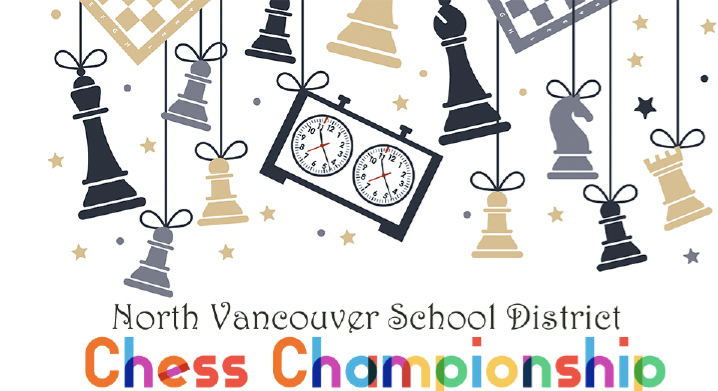 North Vancouver School District
Chess Championship